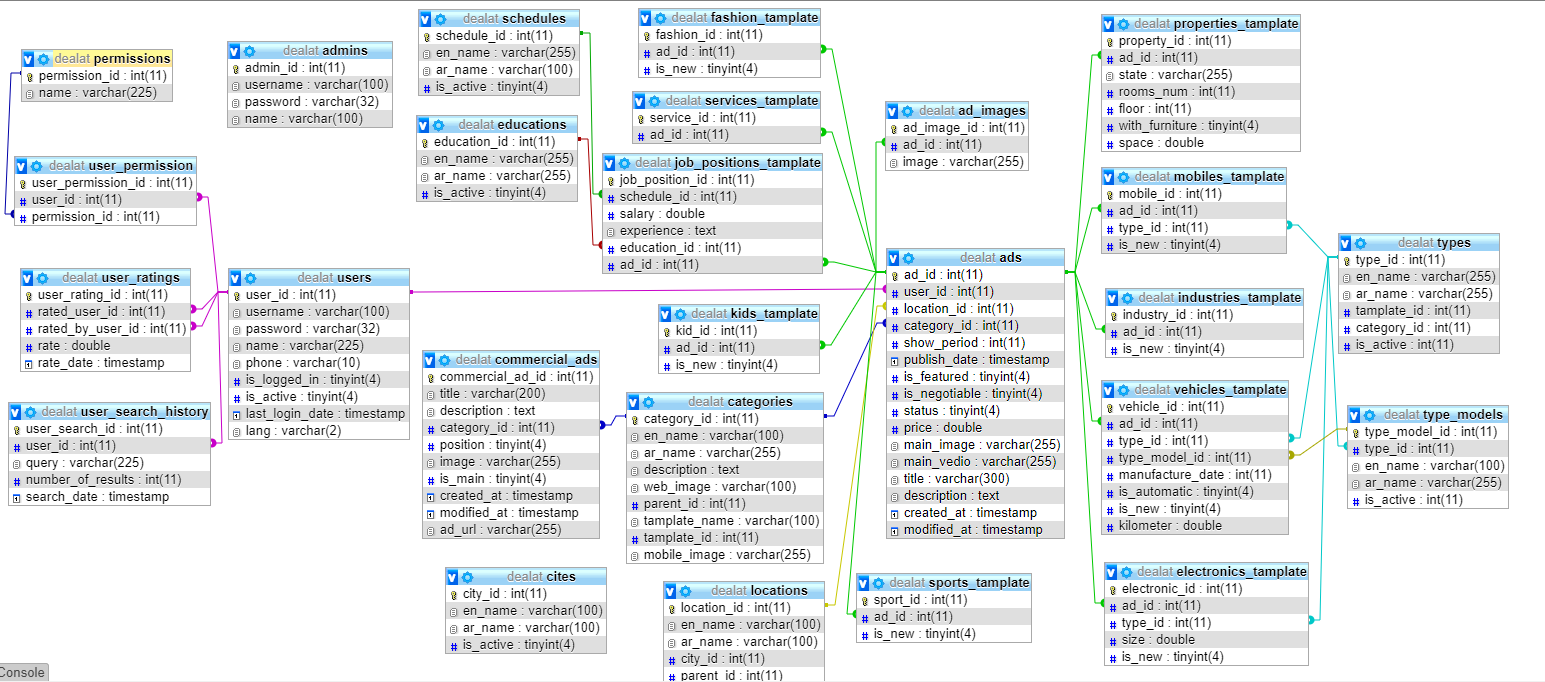 dealat permissions
permission_id : int(11)
name : varchar(225)
dealat admins
admin_id : int(11)
username : varchar(100)
password : varchar(32)
name : varchar(100)
dealat user_permission
user_permission_id : int(11)
user_id : int(11)
permission_id : int(11)
dealat user_ratings
user_rating_id : int(11)
rated_user_id : int(11)
rated_by_user_id : int(11)
rate : double
rate_date : timestamp
dealat users
user_id : int(11)
username : varchar(100)
password : varchar(32)
name : varchar(225)
phone : varchar(10)
is_logged_in : tinyint(4)
is_active : tinyint(4)
last_login_date : timestamp
lang : varchar(2)
dealat user_search_history
user_search_id : int(11)
user_id : int(11)
query : varchar(225)
number_of_results : int(11)
search_date : timestamp
dealat schedules
schedule_id : int(11)
en_name : varchar(255)
ar_name : varchar(100)
is_active : tinyint(4)
dealat educations
education_id : int(11)
en_name : varchar(255)
ar_name : varchar(255)
is_active : tinyint(4)
dealat commercial_ads
commercial_ad_id : int(11)
title : varchar(200)
description : text
category_id : int(11)
position : tinyint(4)
image : varchar(255)
is_main : tinyint(4)
created_at : timestamp
modified_at : timestamp
ad_url : varchar(255)
dealat cites
city_id : int(11)
en_name : varchar(100)
ar_name : varchar(100)
is_active : tinyint(4)
dealat fashion_tamplate
fashion_id : int(11)
ad_id : int(11)
is_new : tinyint(4)
dealat services_tamplate
service_id : int(11)
ad_id : int(11)
dealat job_positions_tamplate
job_position_id : int(11)
schedule_id : int(11)
salary : double
experience : text
education_id : int(11)
ad_id : int(11)
dealat kids_tamplate
kid_id : int(11)
ad_id : int(11)
is_new : tinyint(4)
dealat categories
category_id : int(11)
en_name : varchar(100)
ar_name : varchar(255)
description : text
web_image : varchar(100)
parent_id : int(11)
tamplate_name : varchar(100)
tamplate_id : int(11)
mobile_image : varchar(255)
dealat locations
location_id : int(11)
en_name : varchar(100)
ar_name : varchar(100)
city_id : int(11)
parent_id : int(11)
dealat ad_images
ad_image_id : int(11)
ad_id : int(11)
image : varchar(255)
dealat ads
ad_id : int(11)
user_id : int(11)
location_id : int(11)
category_id : int(11)
show_period : int(11)
publish_date : timestamp
is_featured : tinyint(4)
is_negotiable : tinyint(4)
status : tinyint(4)
price : double
main_image : varchar(255)
main_vedio : varchar(255)
title : varchar(300)
description : text
created_at : timestamp
modified_at : timestamp
dealat sports_tamplate
sport_id : int(11)
ad_id : int(11)
is_new : tinyint(4)
dealat properties_tamplate
property_id : int(11)
ad_id : int(11)
state : varchar(255)
rooms_num : int(11)
floor : int(11)
with_furniture : tinyint(4)
space : double
dealat mobiles_tamplate
mobile_id : int(11)
ad_id : int(11)
type_id : int(11)
is_new : tinyint(4)
dealat industries_tamplate
industry_id : int(11)
ad_id : int(11)
is_new : tinyint(4)
dealat vehicles_tamplate
vehicle_id : int(11)
ad_id : int(11)
type_id : int(11)
type_model_id : int(11)
manufacture_date : int(11)
is_automatic : tinyint(4)
is_new : tinyint(4)
kilometer : double
dealat electronics_tamplate
electronic_id : int(11)
ad_id : int(11)
type_id : int(11)
size : double
is_new : tinyint(4)
dealat types
type_id : int(11)
en_name : varchar(255)
ar_name : varchar(255)
tamplate_id : int(11)
category_id : int(11)
is_active : int(11)
dealat type_models
type_model_id : int(11)
type_id : int(11)
en_name : varchar(100)
ar_name : varchar(255)
is_active : int(11)
Console